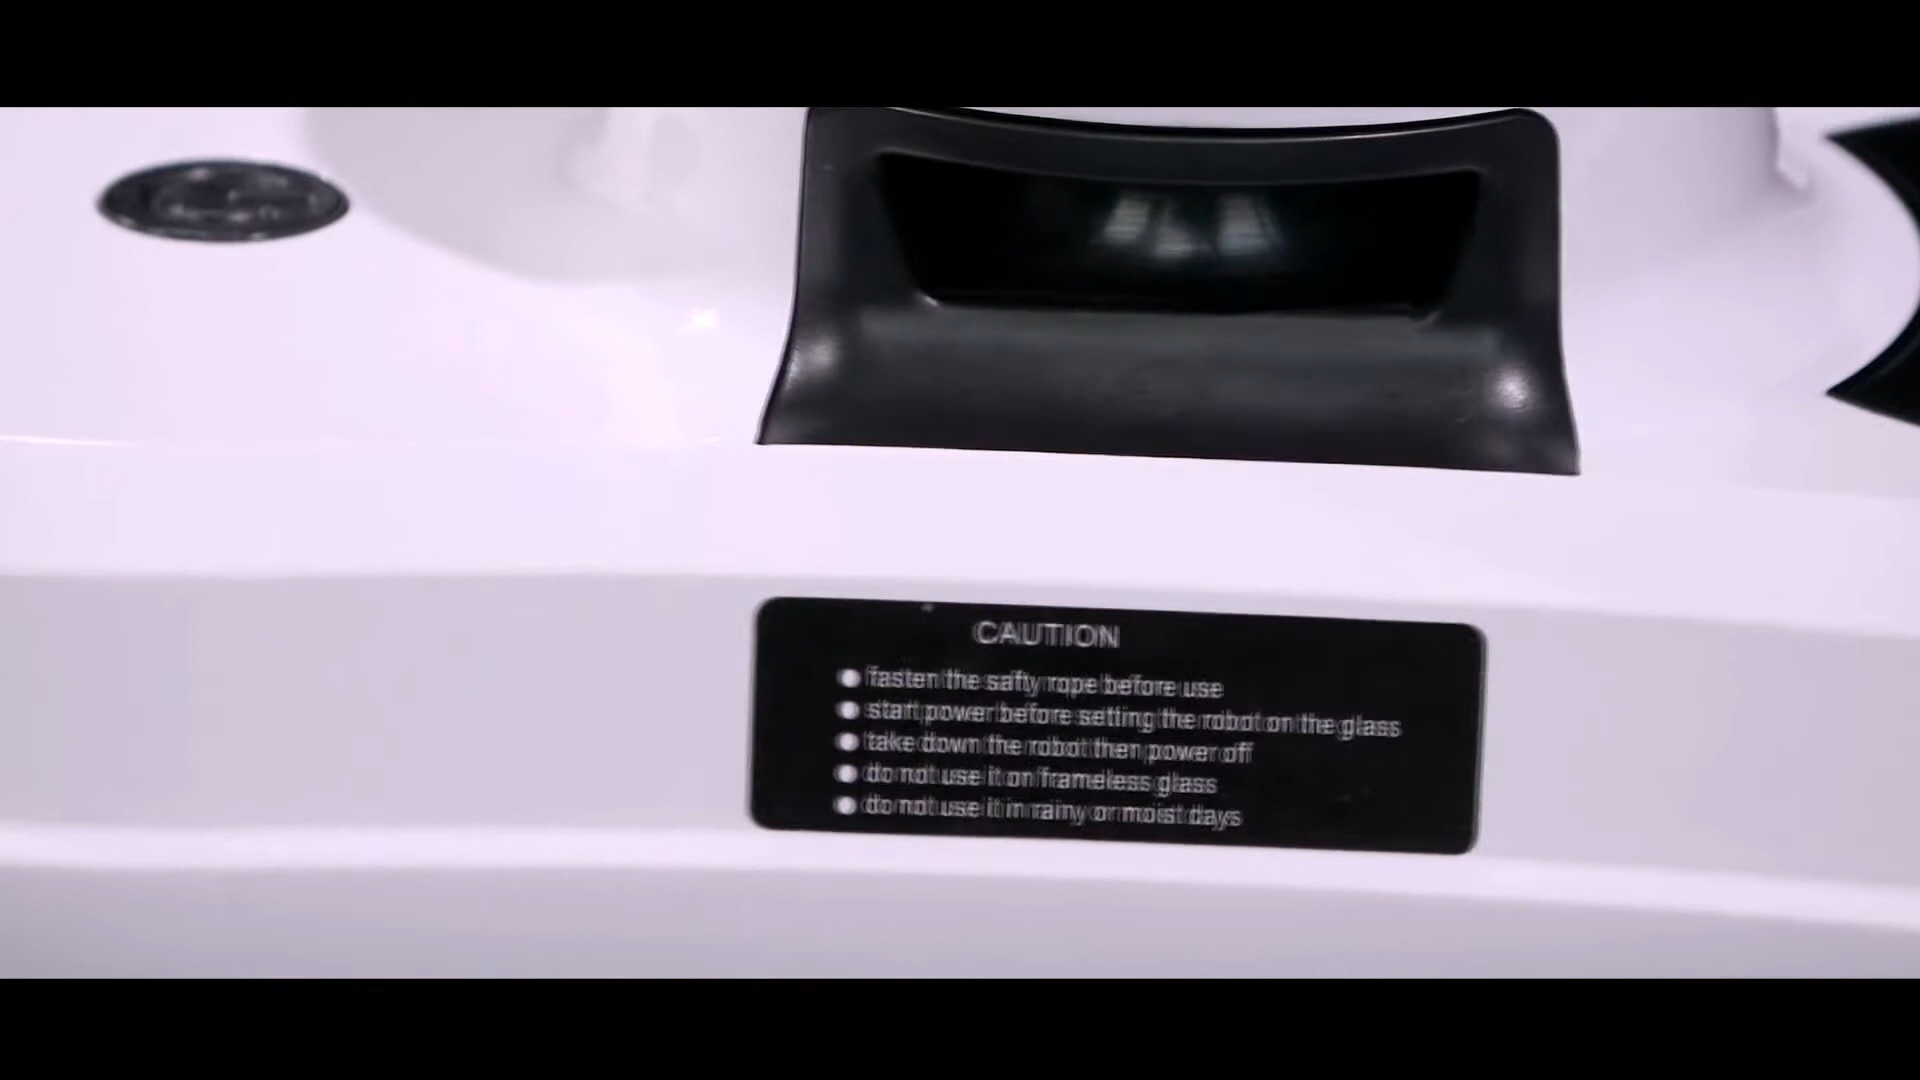 CAUTION
● fasten the safty rope before use
● start power before setting the robot on the glass
● take down the robot then power off
● do not use it on frameless glass
● do not use it in rainy or moist days